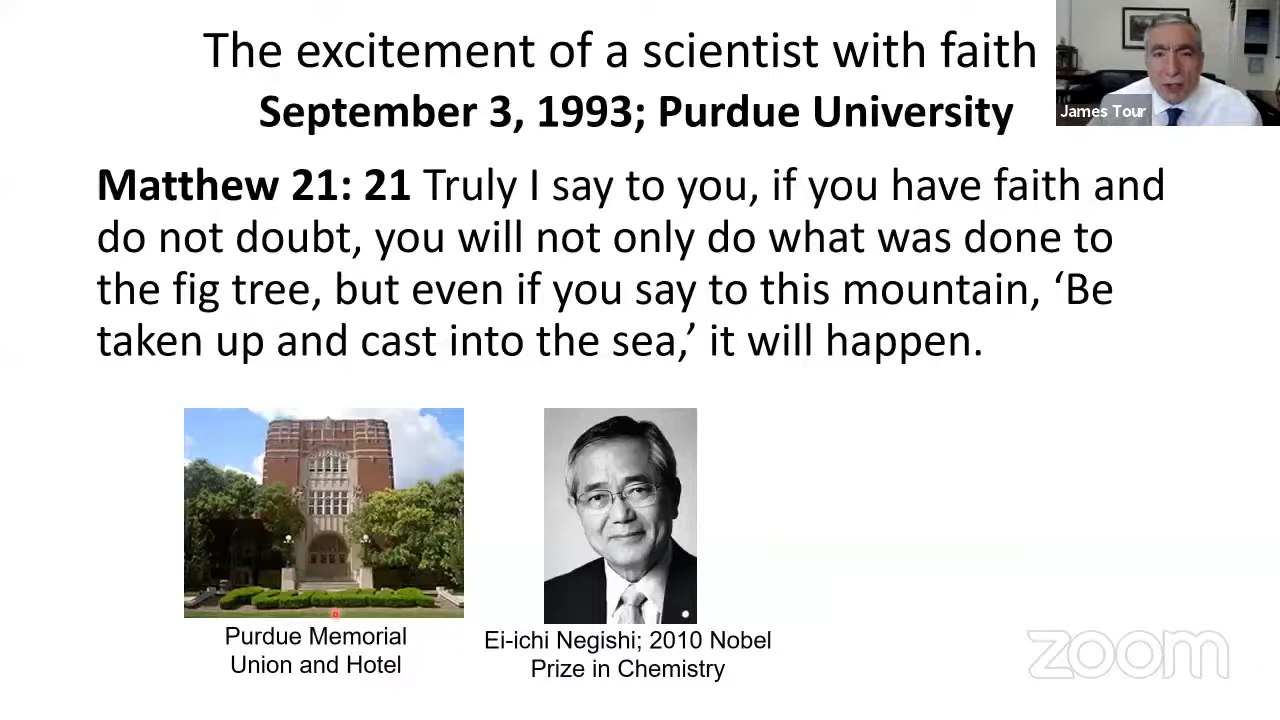 The excitement of a scientist with faith
September 3, 1993; Purdue University
James Tour
Matthew 21: 21 Truly I say to you, if you have faith and
do not doubt, you will not only do what was done to
the fig tree, but even if you say to this mountain, ‘Be
taken up and cast into the sea,’ it will happen.
Purdue Memorial
Union and Hotel
Ei-ichi Negishi; 2010 Nobel
Prize in Chemistry
zoom